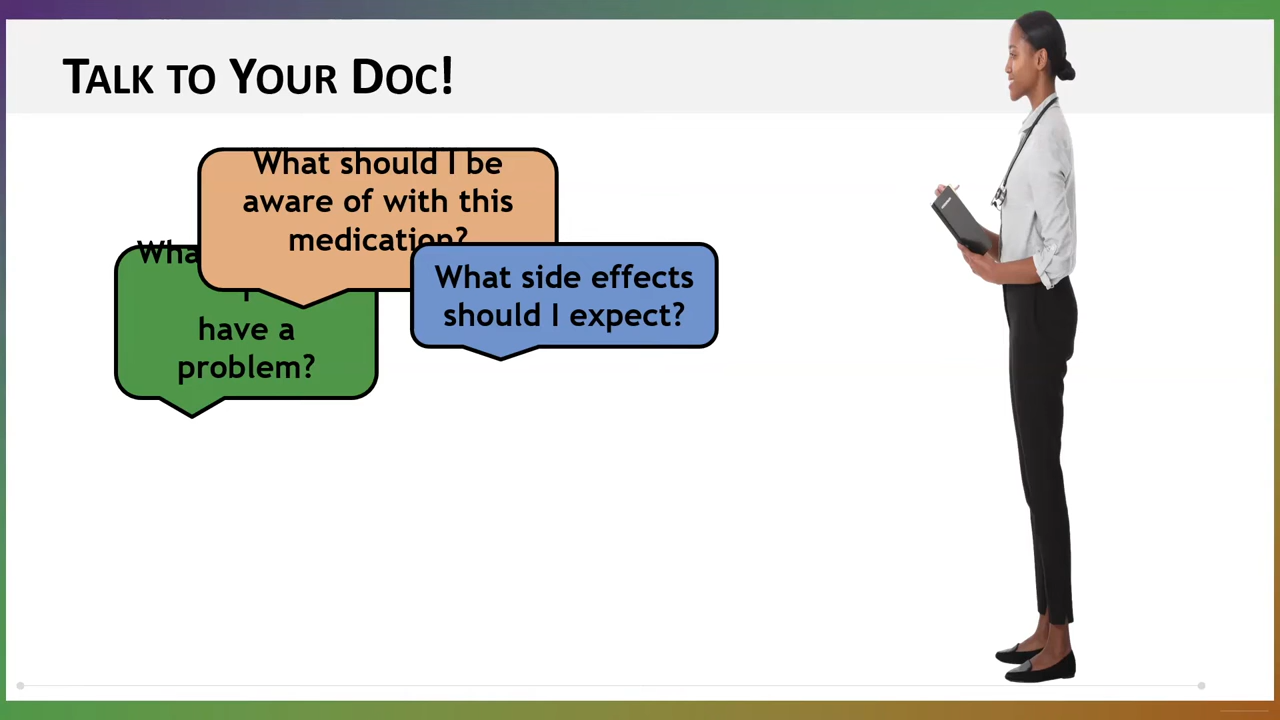 TALK TO YOUR DOC!
What should I be
aware of with this
medication?
have a
problem?
What side effects
should I expect?